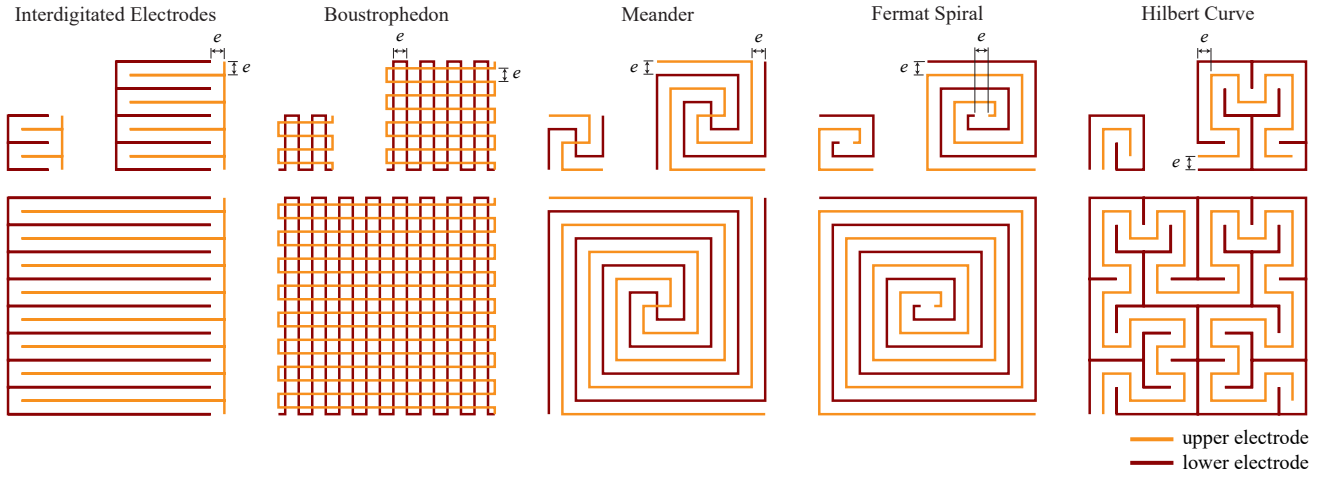 Interdigitated Electrodes
Boustrophedon
Meander
Fermat Spiral
Hilbert Curve
e
e
e
e
e
e
e
e
e
e
upper electrode
lower electrode